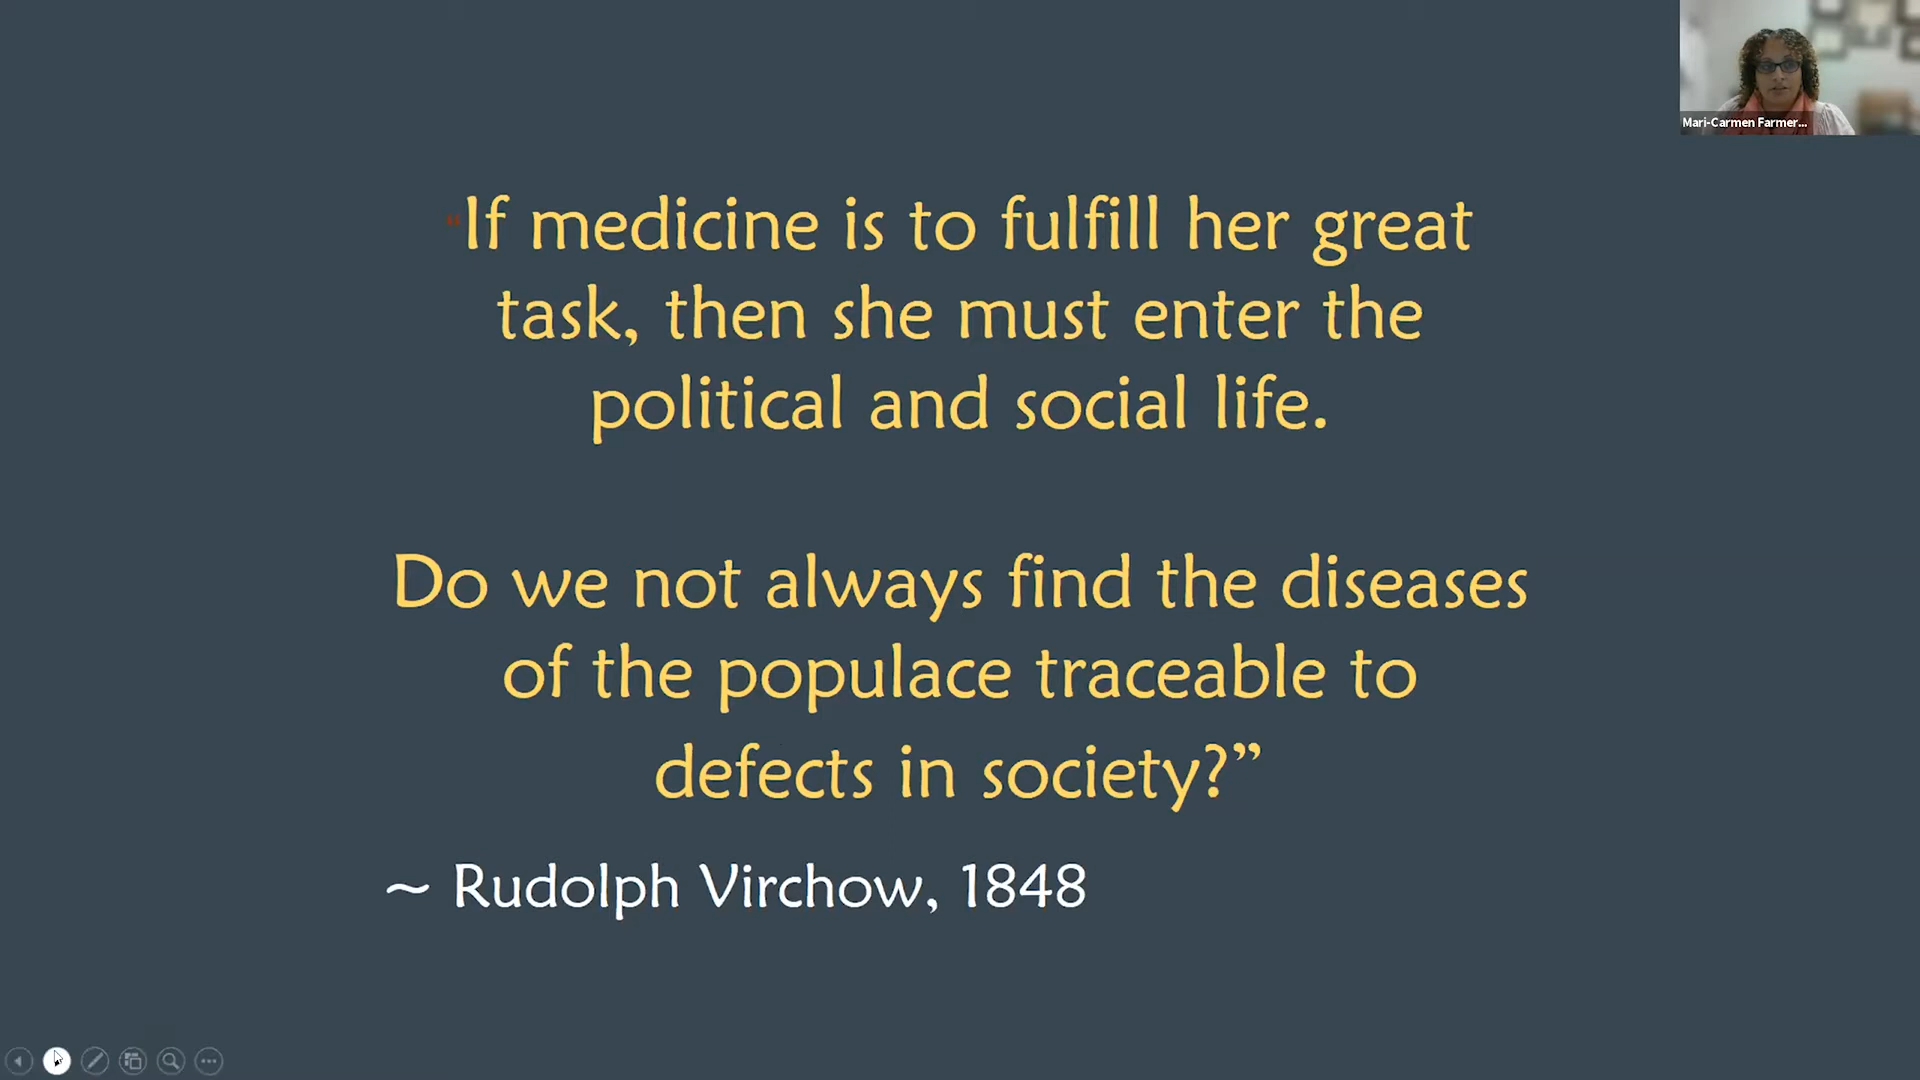 Mari-Carmen Farmer...
"If medicine is to fulfill her great
task, then she must enter the
political and social life.
Do we not always find the diseases
of the populace traceable to
defects in society?”
~ Rudolph Virchow, 1848